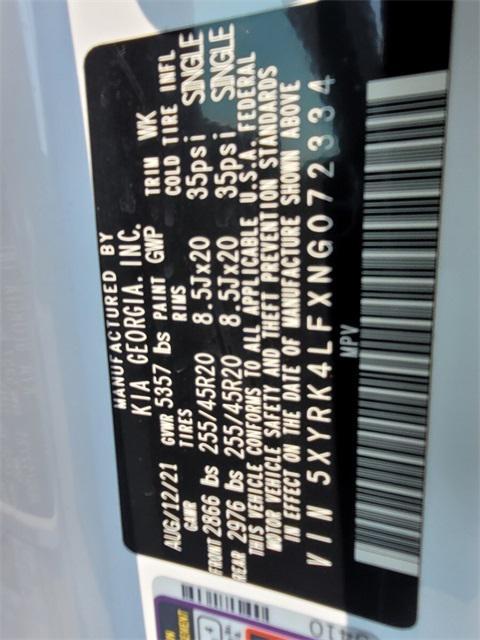 MANUFACTURED BY
KIA GEORGIA. INC.
AUG/12/21 GVWR 5357 lbs PAINT GWP TRIM WK
GAWR TIRES RIMS COLD TIRE INFL
FRONT 2866 lbs 255/45R20 8.5Jx20 35psi SINGLE
REAR 2976 lbs 255/45R20 8.5Jx20 35psi SINGLE
THIS VEHICLE CONFORMS TO ALL APPLICABLE U.S.A. FEDERAL
MOTOR VEHICLE SAFETY AND THEFT PREVENTION STANDARDS
IN EFFECT ON THE DATE OF MANUFACTURE SHOWN ABOVE
VIN 5XYRK4LFXNG072334
MPV